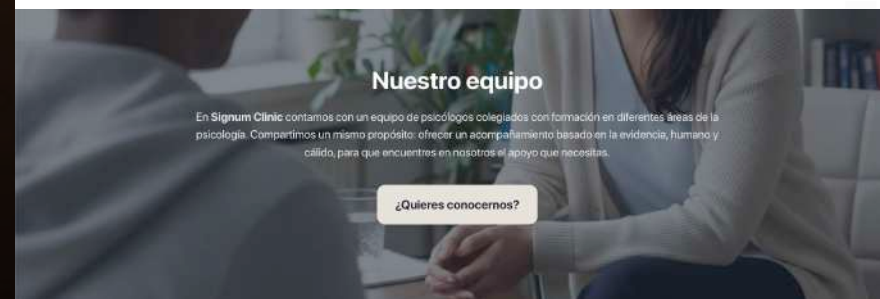 Nuestro equipo
En Signum Clinic contamos con un equipo de psicólogos colegiados con formación en diferentes áreas de la
psicología. Compartimos un mismo propósito: ofrecer un acompañamiento basado en la evidencia, humano y
cálido, para que encuentres en nosotros el apoyo que necesitas.
¿Quieres conocernos?